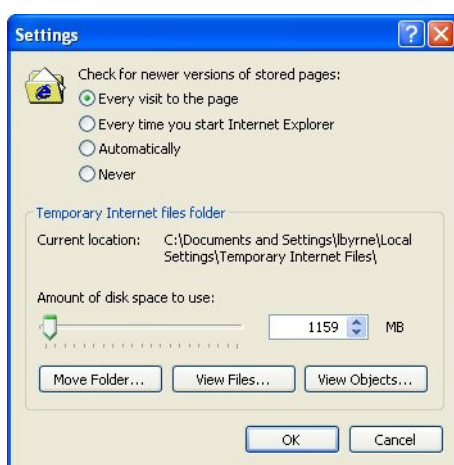 Settings
Check for newer versions of stored pages:
Every visit to the page
Every time you start Internet Explorer
Automatically
Never
Temporary Internet files folder
Current location: C:\Documents and Settings\lbyrne\Local
Settings\Temporary Internet Files\
Amount of disk space to use:
1159 MB
Move Folder... View Files... View Objects...
OK Cancel